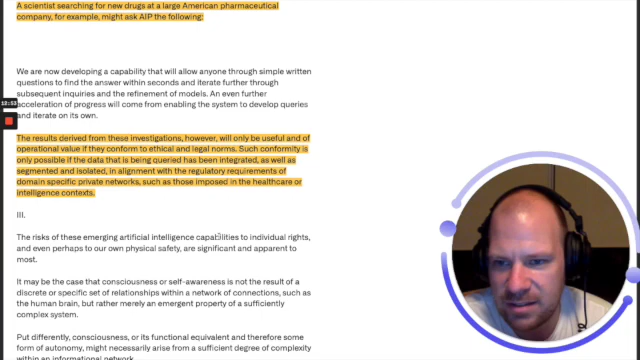 A scientist searching for new drugs at a large American pharmaceutical
company, for example, might ask AIP the following:
We are now developing a capability that will allow anyone through simple written
questions to find the answer within seconds and iterate further through
subsequent inquiries and the refinement of models. An even further
acceleration of progress will come from enabling the system to develop queries
and iterate on its own.
12:53
The results derived from these investigations, however, will only be useful and of
operational value if they conform to ethical and legal norms. Such conformity is
only possible if the data that is being queried has been integrated, as well as
segmented and isolated, in alignment with the regulatory requirements of
domain specific private networks, such as those imposed in the healthcare or
intelligence contexts.
III.
The risks of these emerging artificial intelligence capabilities to individual rights,
and even perhaps to our own physical safety, are significant and apparent to
most.
It may be the case that consciousness or self-awareness is not the result of a
discrete or specific set of relationships within a network of connections, such as
the human brain, but rather merely an emergent property of a sufficiently
complex system.
Put differently, consciousness, or its functional equivalent and therefore some
form of autonomy, might necessarily arise from a sufficient degree of complexity
within an informational network.